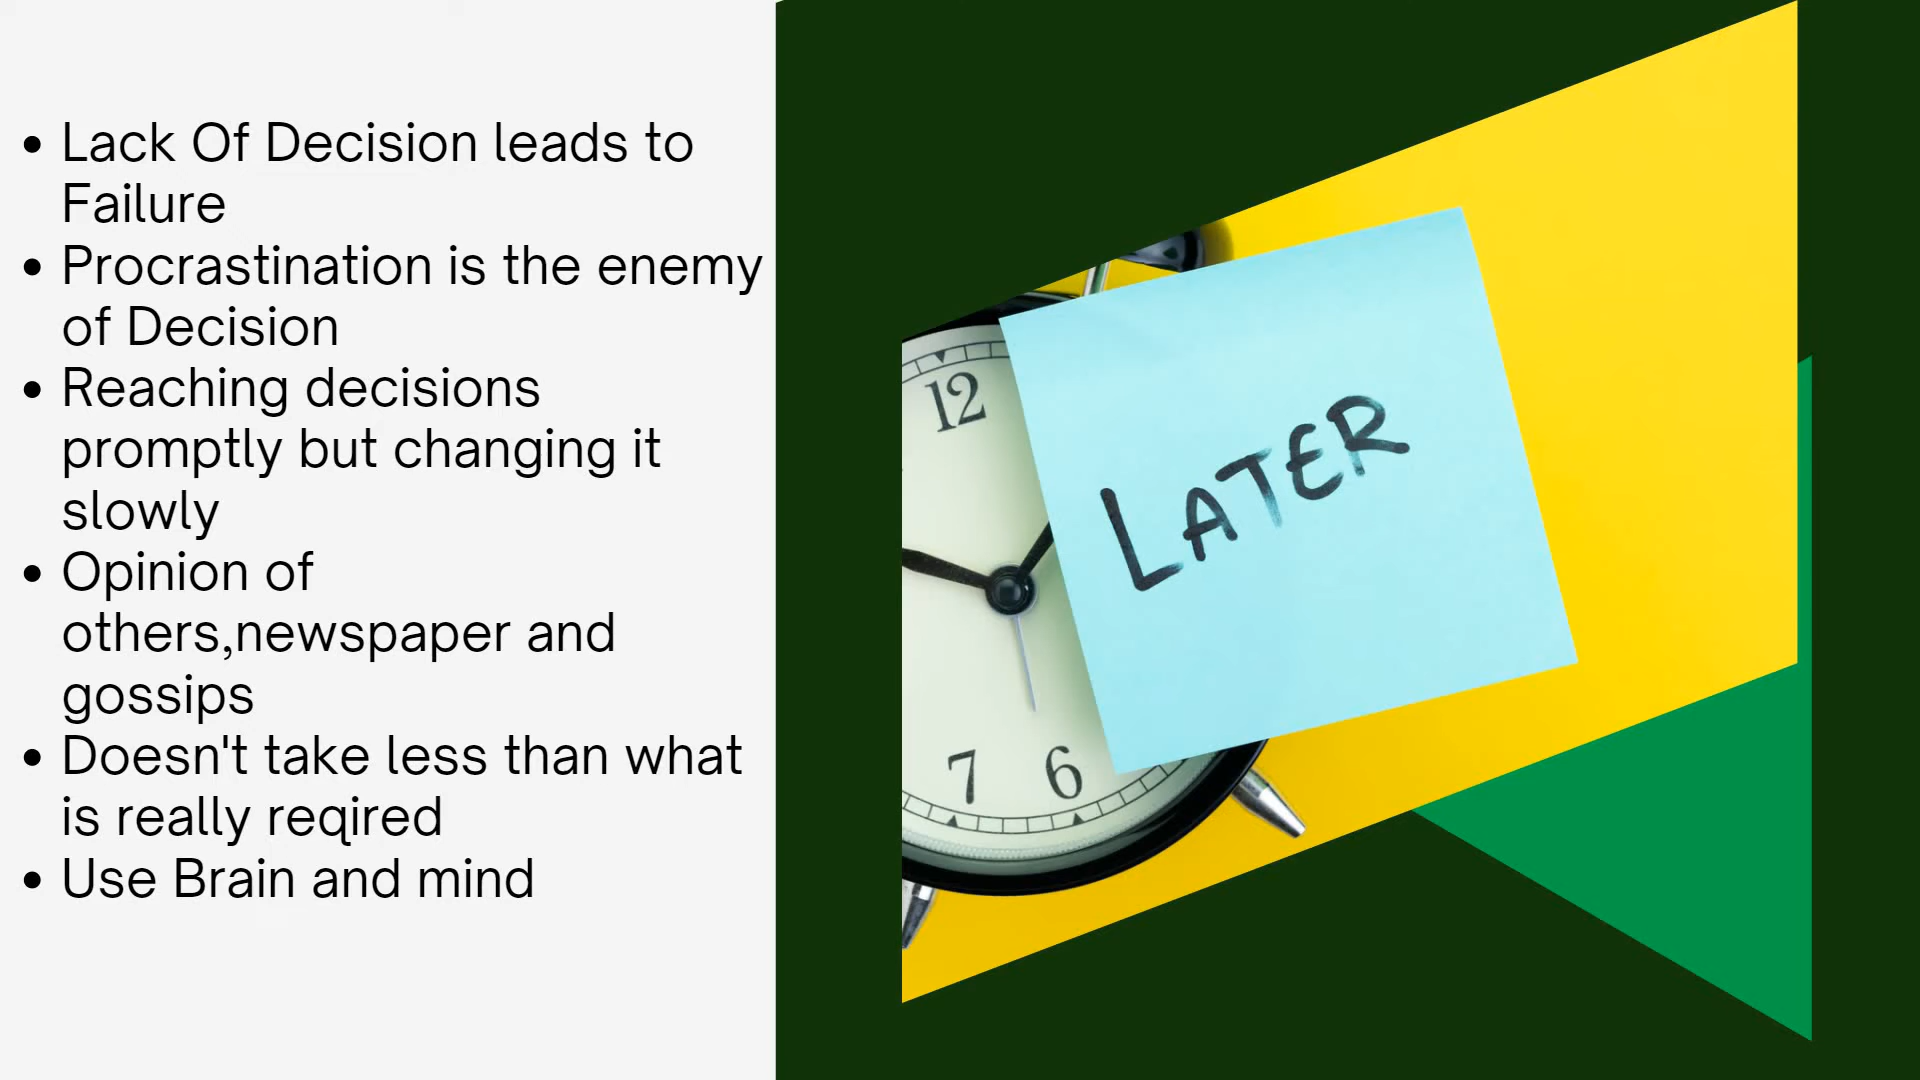 • Lack Of Decision leads to
Failure
• Procrastination is the enemy
of Decision
• Reaching decisions
promptly but changing it
slowly
• Opinion of
others,newspaper and
gossips
• Doesn't take less than what
is really reqired
• Use Brain and mind
12
LATER
7 6